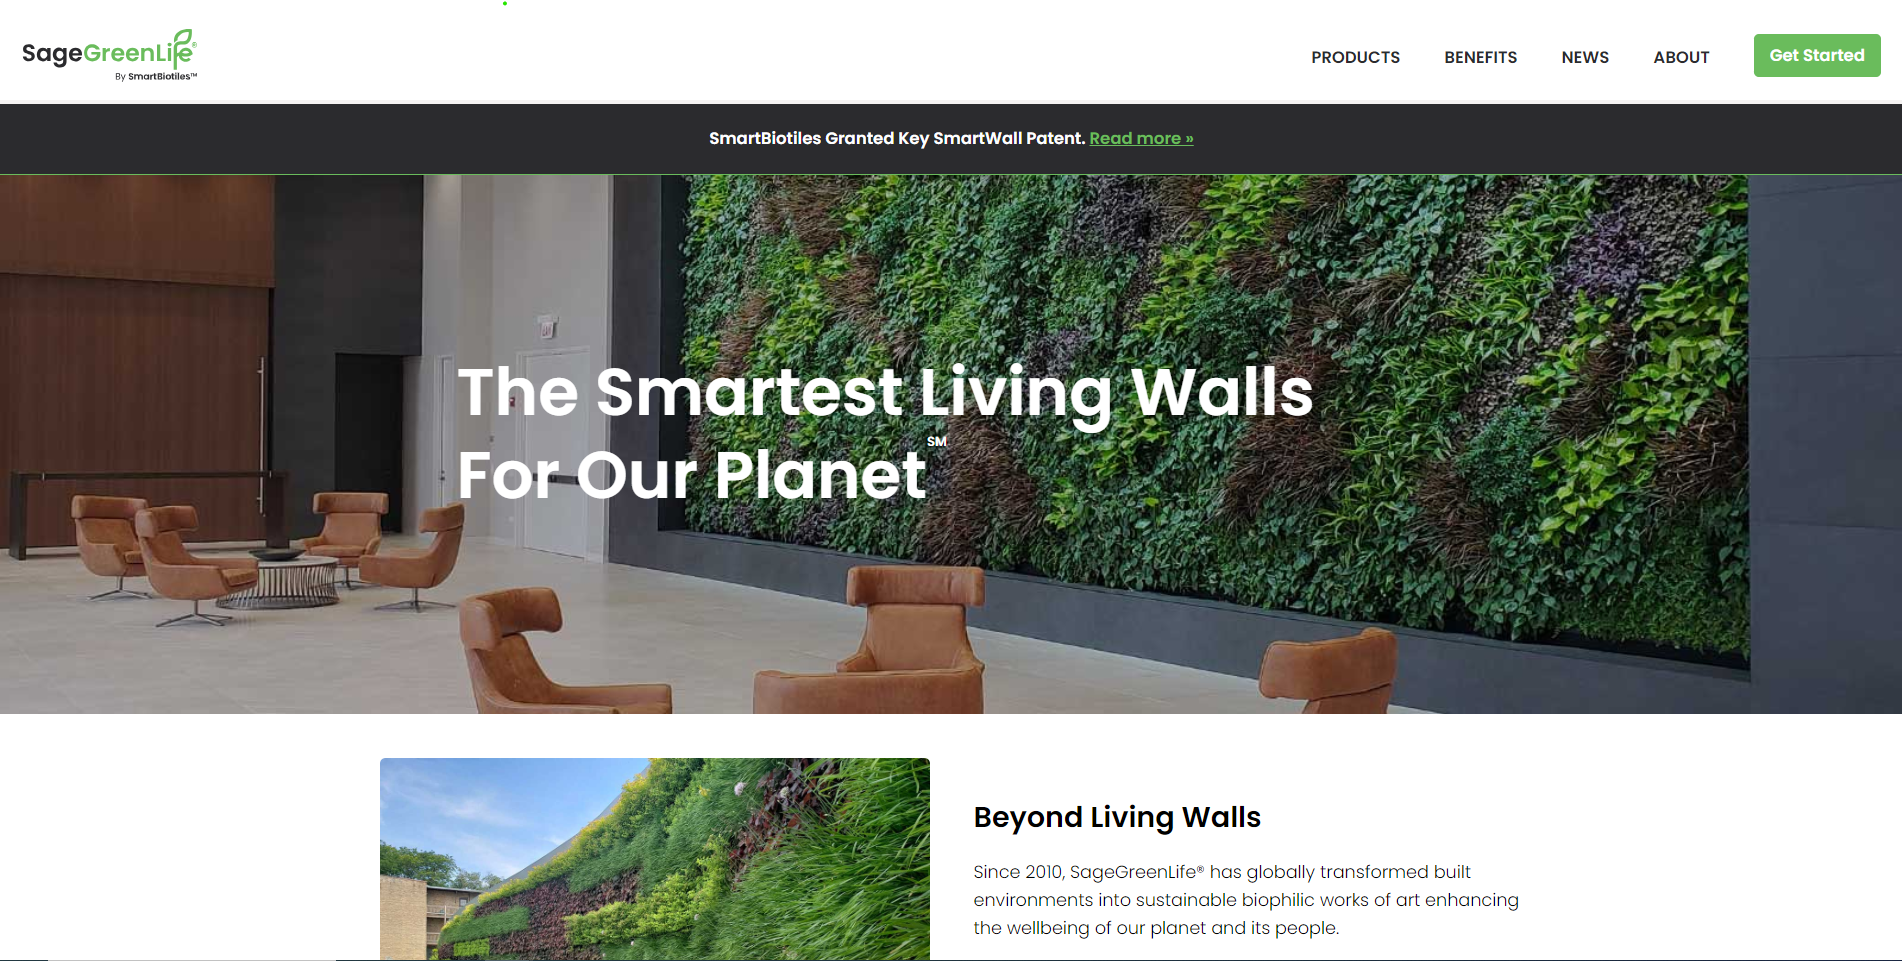 SageGreenLife®
By SmartBiotiles™
PRODUCTS
BENEFITS
NEWS
ABOUT
Get Started
SmartBiotiles Granted Key SmartWall Patent. Read more »
The Smartest Living Walls
For Our Planet℠
Beyond Living Walls
Since 2010, SageGreenLife® has globally transformed built
environments into sustainable biophilic works of art enhancing
the wellbeing of our planet and its people.